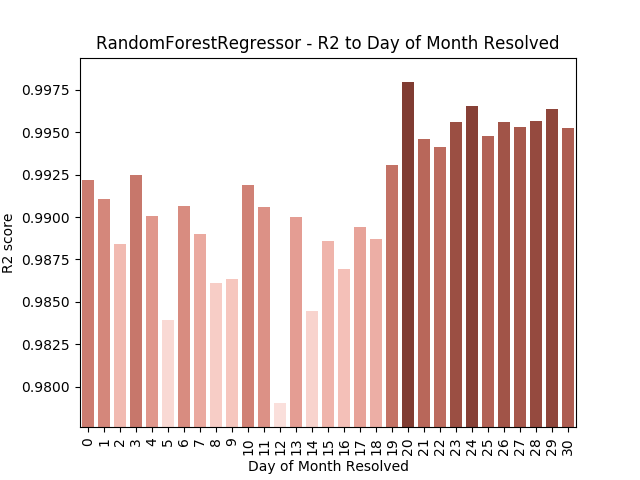 RandomForestRegressor - R2 to Day of Month Resolved
0.9975
0.9950
0.9925
0.9900
0.9875
0.9850
0.9825
0.9800
R2 score
0 1 2 3 4 5 6 7 8 9 10 11 12 13 14 15 16 17 18 19 20 21 22 23 24 25 26 27 28 29 30
Day of Month Resolved